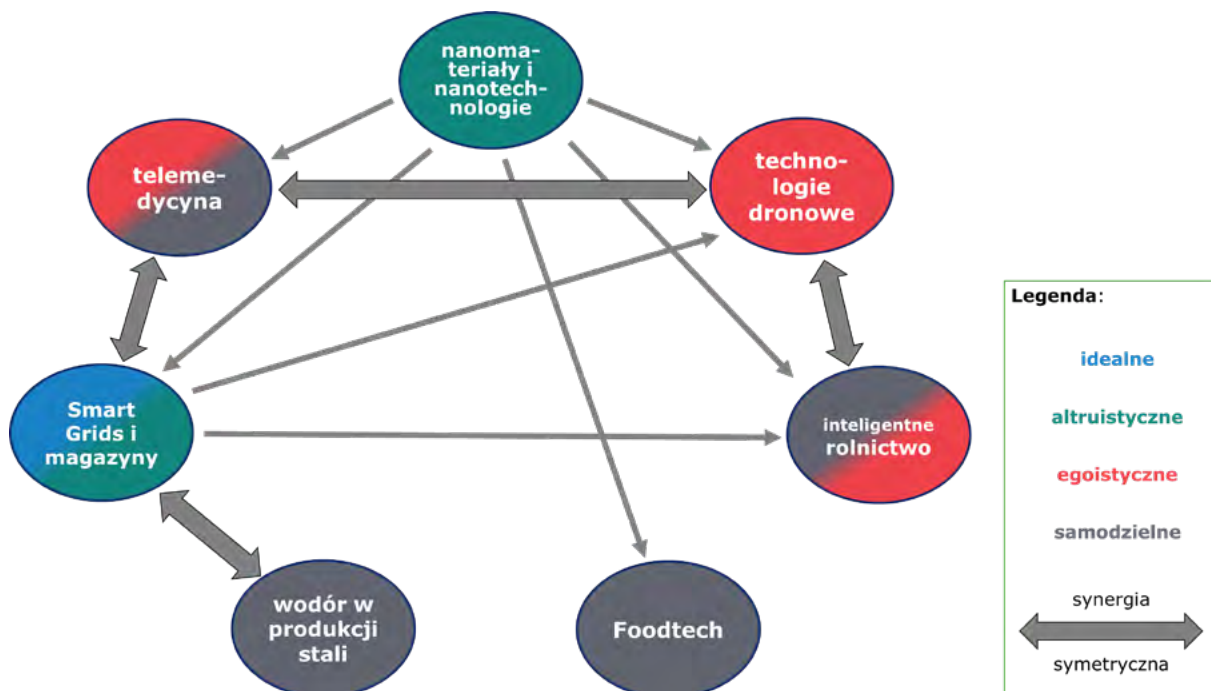 nanoma-
teriały i
nanotech-
nologie
teleme-
dycyna
techno-
logie
dronowe
Smart
Grids i
magazyny
inteligentne
rolnictwo
wodór w
produkcji
stali
Foodtech
Legenda:
idealne
altruistyczne
egoistyczne
samodzielne
synergia
symetryczna